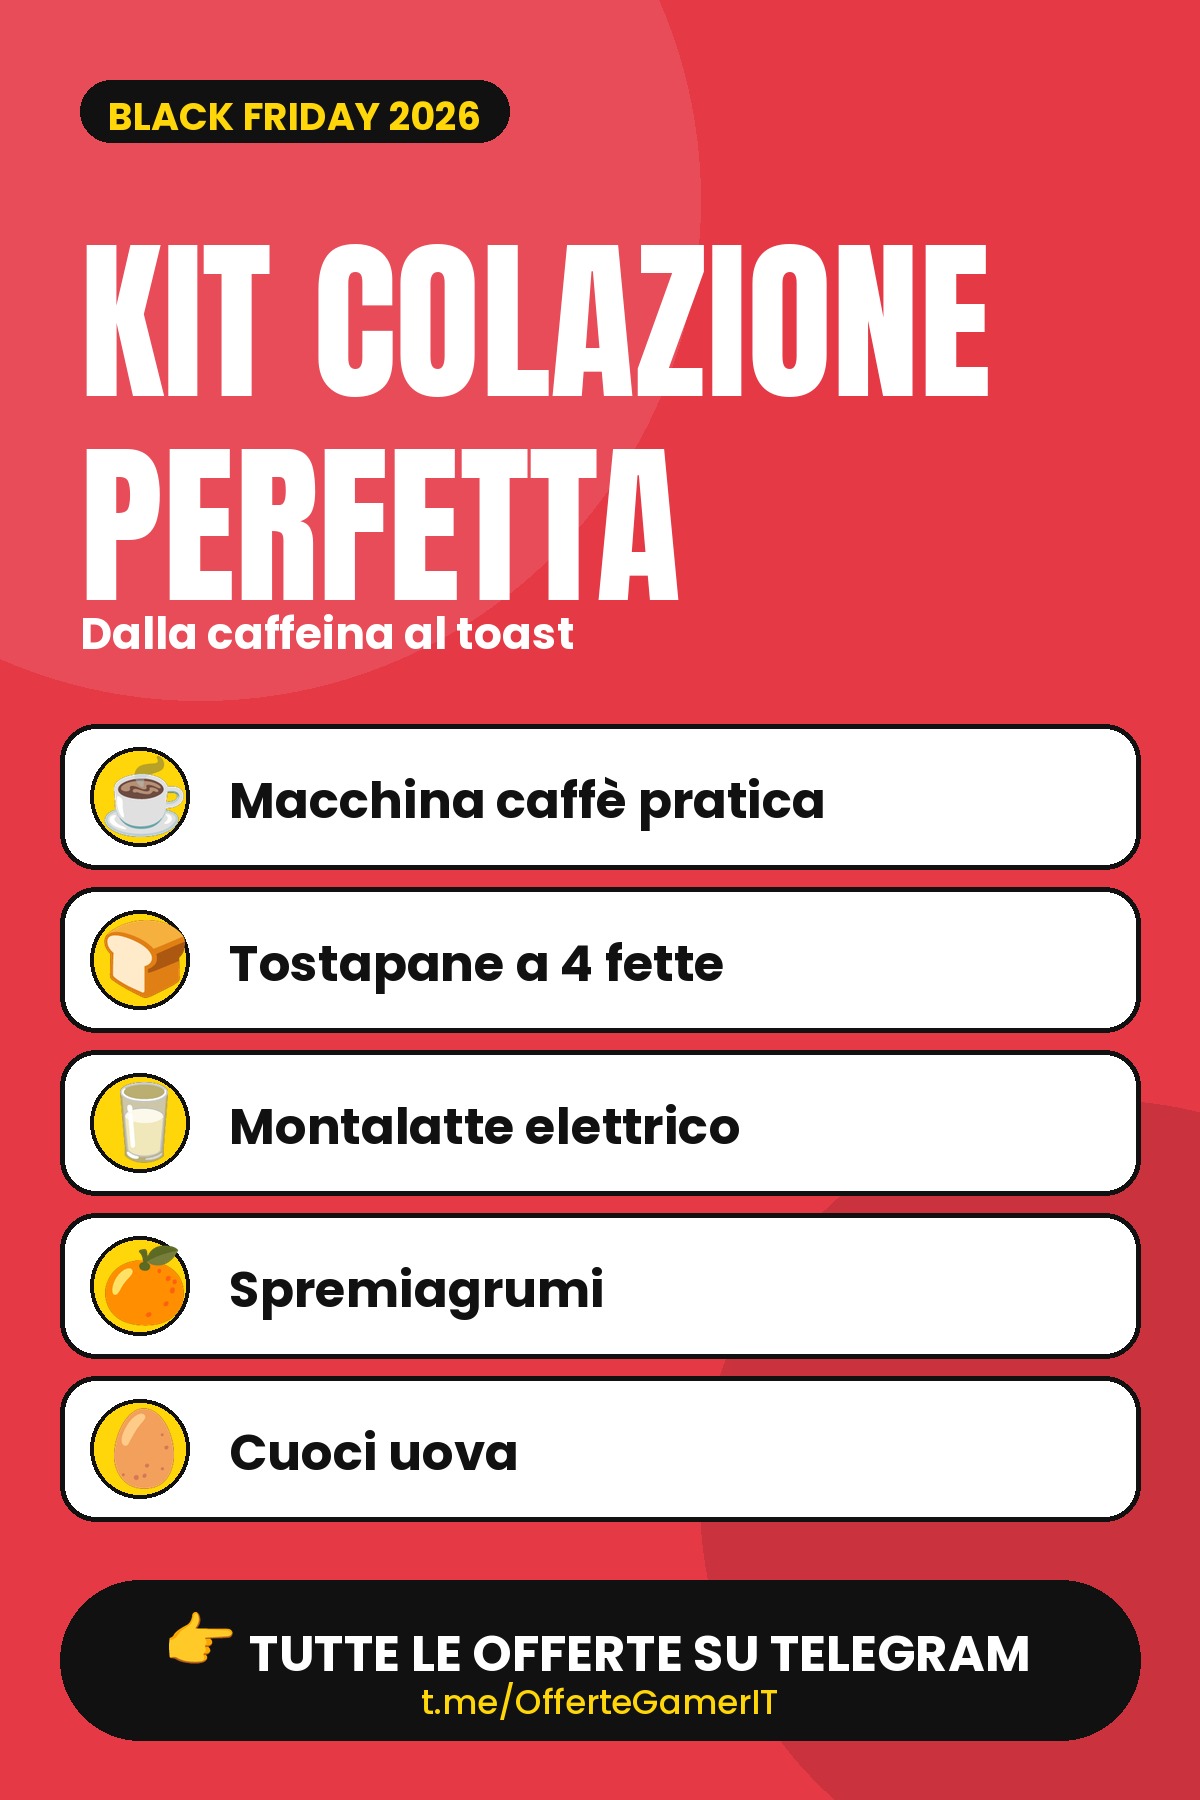 BLACK FRIDAY 2026
KIT COLAZIONE
PERFETTA
Dalla caffeina al toast
Macchina caffè pratica
Tostapane a 4 fette
Montalatte elettrico
Spremiagrumi
Cuoci uova
TUTTE LE OFFERTE SU TELEGRAM
t.me/OfferteGamerIT